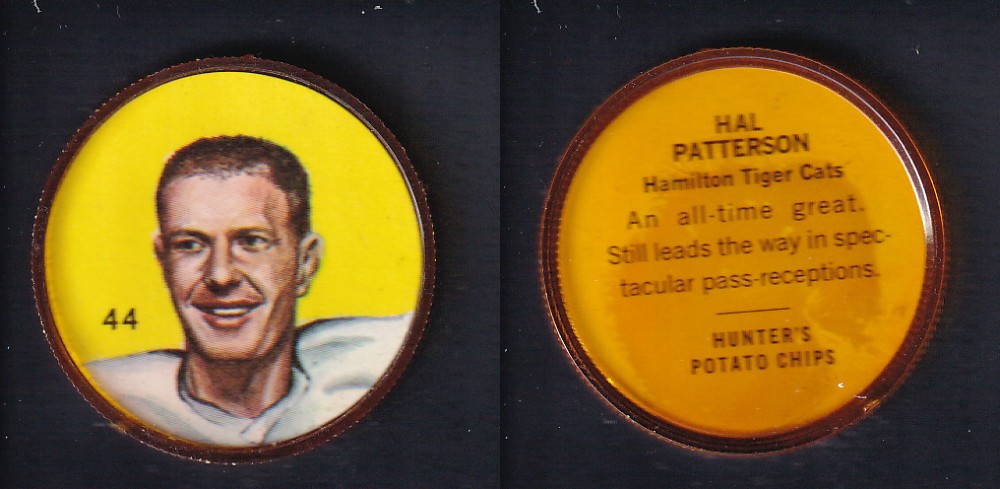 44
HAL
PATTERSON
Hamilton Tiger Cats
An all-time great.
Still leads the way in spec-
tacular pass-receptions.
HUNTER'S
POTATO CHIPS